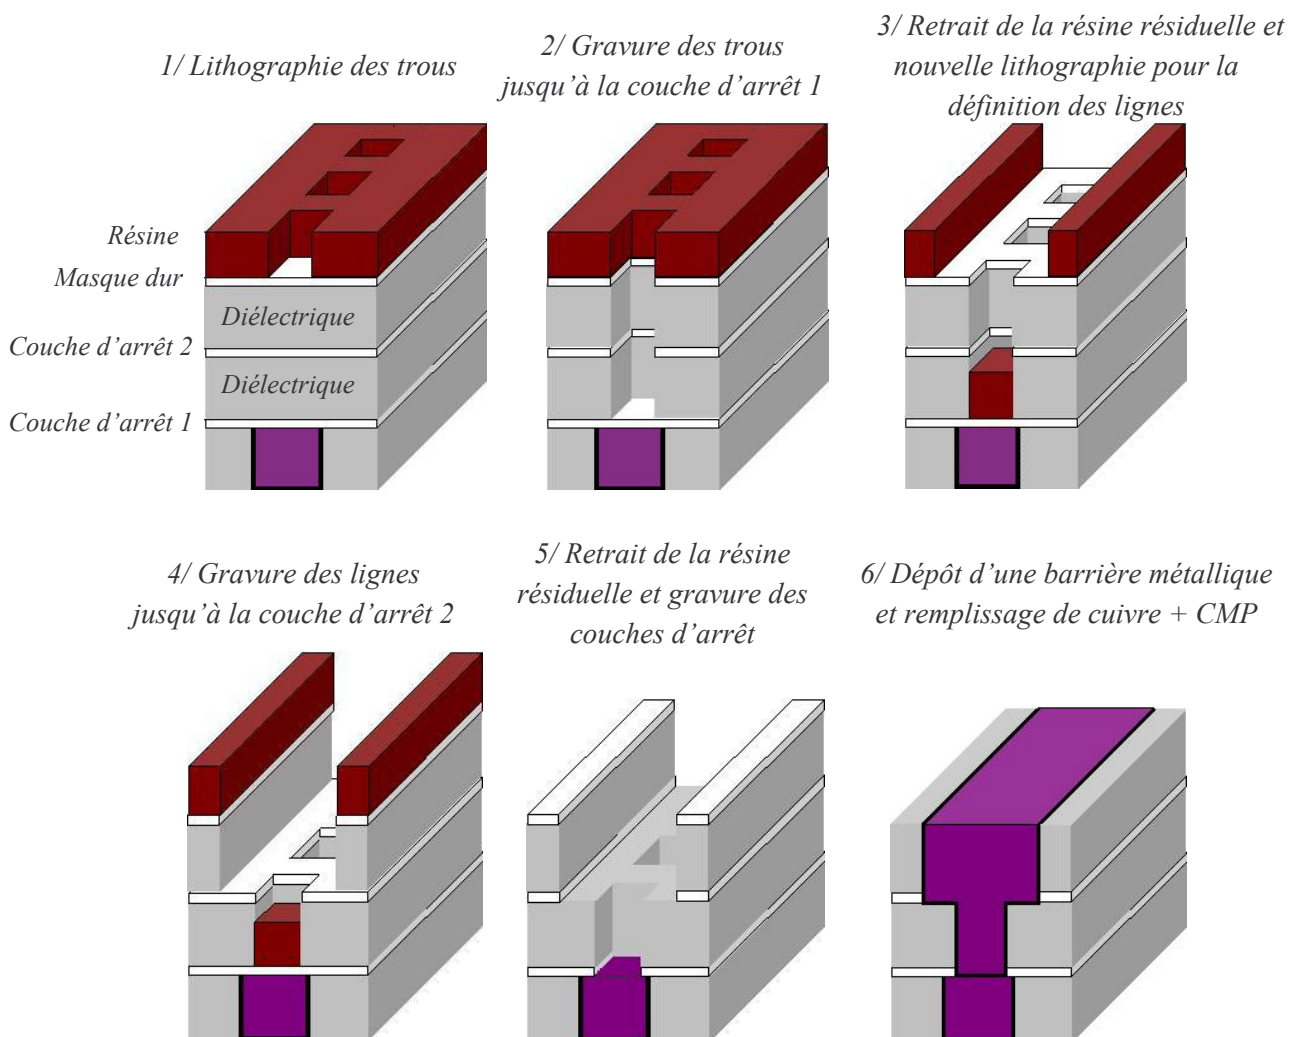 1/ Lithographie des trous
2/ Gravure des trous
jusqu'à la couche d'arrêt 1
3/ Retrait de la résine résiduelle et
nouvelle lithographie pour la
définition des lignes
Résine
Masque dur
Diélectrique
Couche d'arrêt 2
Diélectrique
Couche d'arrêt 1
4/ Gravure des lignes
jusqu'à la couche d'arrêt 2
5/ Retrait de la résine
résiduelle et gravure des
couches d'arrêt
6/ Dépôt d'une barrière métallique
et remplissage de cuivre + CMP